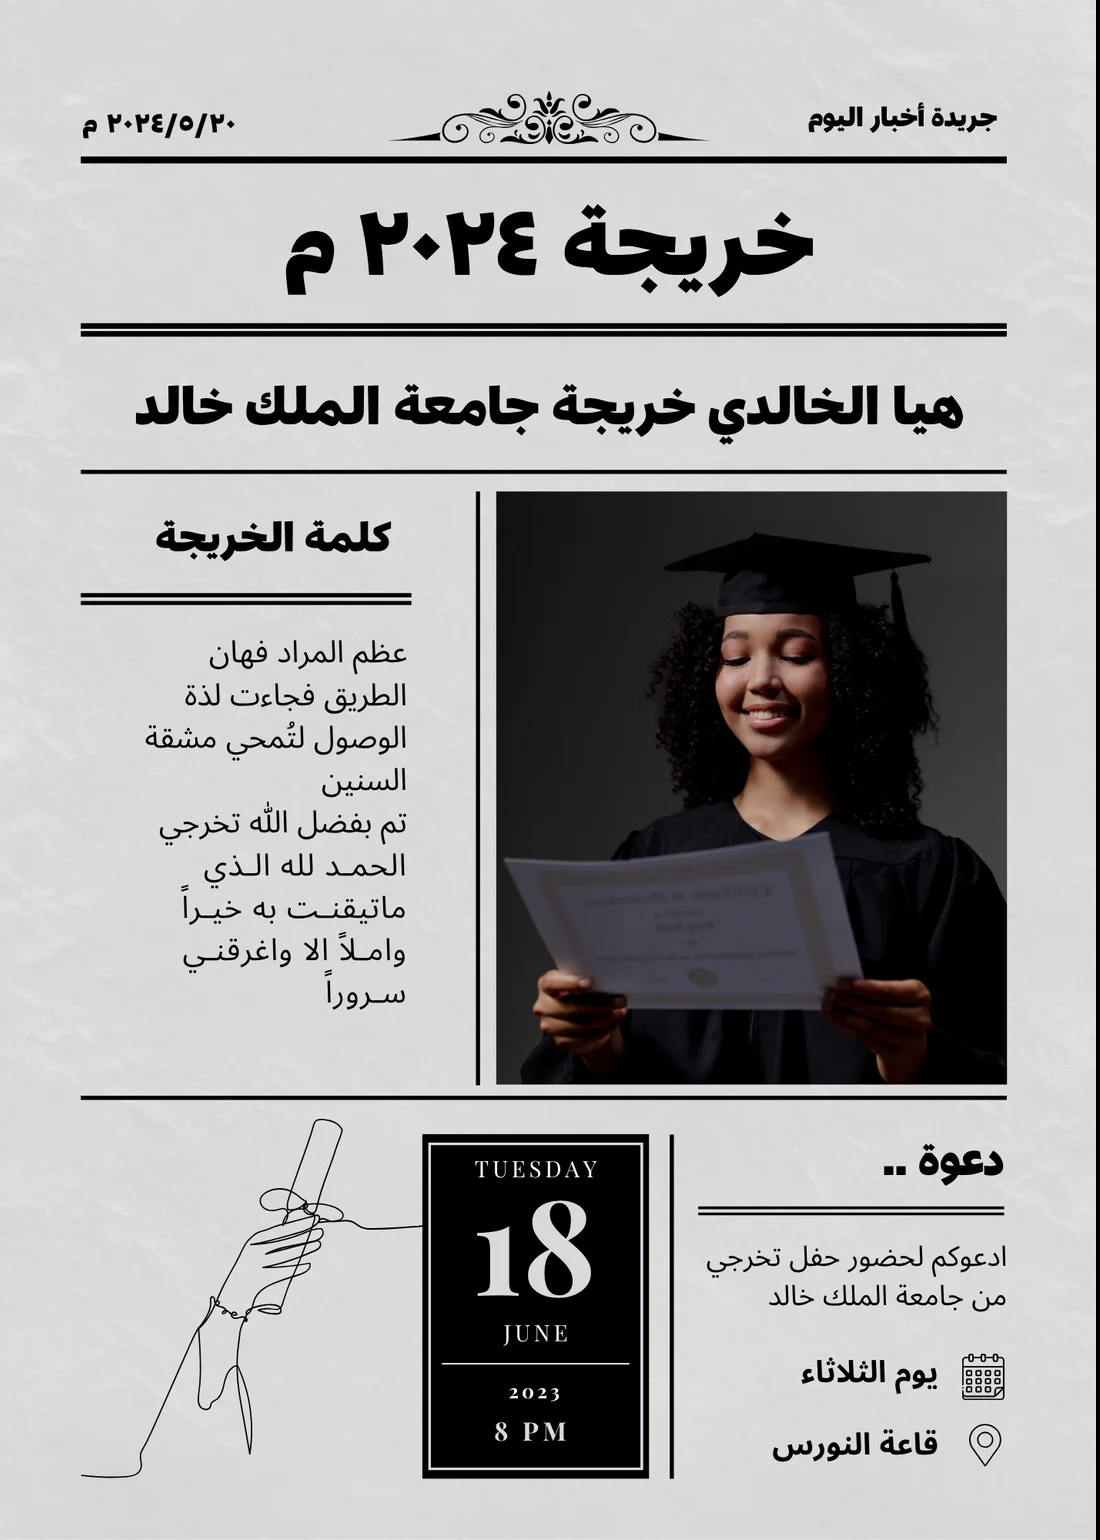 جريدة أخبار اليوم
٢٠٢٤/٥/٢٠ م
خريجة ٢٠٢٤ م
هيا الخالدي خريجة جامعة الملك خالد
كلمة الخريجة
عظم المراد فهان
الطريق فجاءت لذة
الوصول لتُمحي مشقة
السنين
تم بفضل الله تخرجي
الحمـد لله الـذي
ماتيقنـت به خيـراً
وامـلاً الا واغرقنـي
سـروراً
دعوة ..
ادعوكم لحضور حفل تخرجي
من جامعة الملك خالد
يوم الثلاثاء
قاعة النورس
TUESDAY
18
JUNE
2023
8 PM